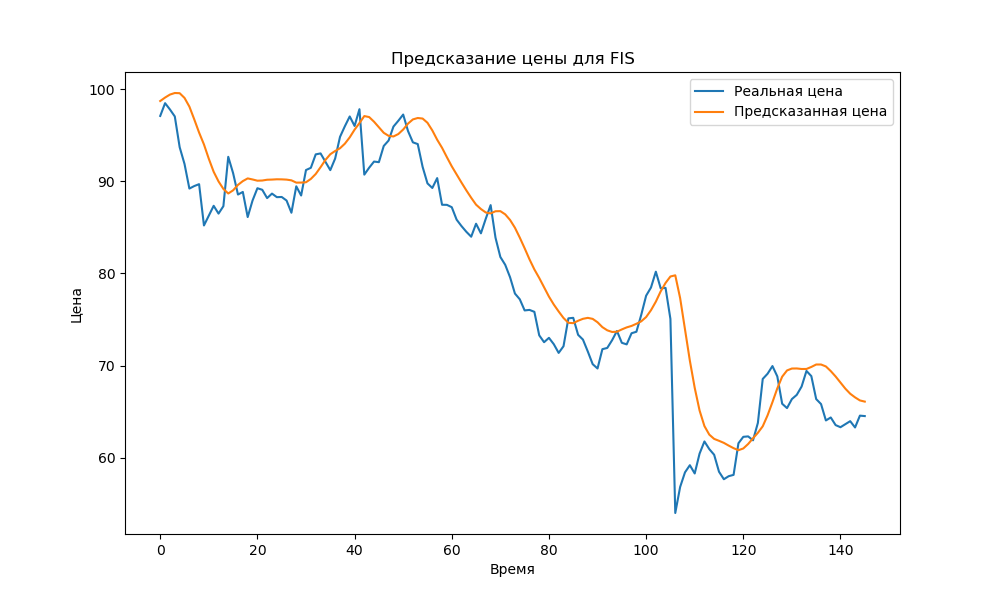 Предсказание цены для FIS
Реальная цена
Предсказанная цена
100
90
80
70
60
Цена
0 20 40 60 80 100 120 140
Время